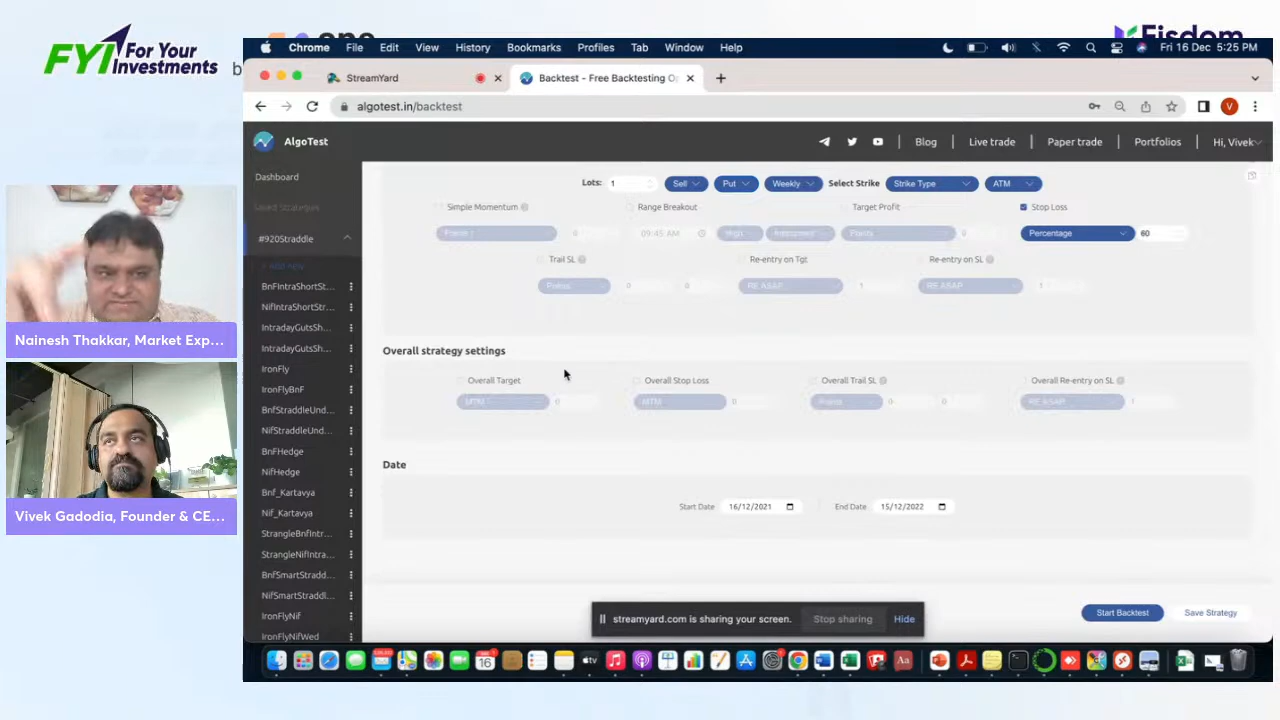 FYI For Your Investments
Fisdom
Chrome File Edit View History Bookmarks Profiles Tab Window Help
Fri 16 Dec 5:25 PM
StreamYard
Backtest - Free Backtesting Op
algotest.in/backtest
AlgoTest
Blog Live trade Paper trade Portfolios Hi, Vivek
Dashboard
Saved Strategies
#920Straddle
+ Add New
BnFIntraShortSt...
NifIntraShortStr...
IntradayGutsSh...
IntradayGutsSh...
IronFly
IronFlyBnF
BnfStraddleUnd...
NifStraddleUnd...
BnFHedge
NifHedge
Bnf_Kartavya
Nif_Kartavya
StrangleBnfIntr...
StrangleNifIntra...
BnfSmartStradd...
NifSmartStraddl...
IronFlyNif
IronFlyNifWed
Lots: 1 Sell Put Weekly Select Strike Strike Type ATM
Simple Momentum Range Breakout Target Profit Stop Loss
Points 0 09:45 AM High Instrument Points 0 Percentage 60
Trail SL Re-entry on Tgt Re-entry on SL
Points 0 0 RE ASAP 1 RE ASAP 1
Overall strategy settings
Overall Target Overall Stop Loss Overall Trail SL Overall Re-entry on SL
MTM 0 MTM 0 Points 0 0 RE ASAP 1
Date
Start Date 16/12/2021 End Date 15/12/2022
Start Backtest Save Strategy
streamyard.com is sharing your screen. Stop sharing Hide
Nainesh Thakkar, Market Exp...
Vivek Gadodia, Founder & CE...